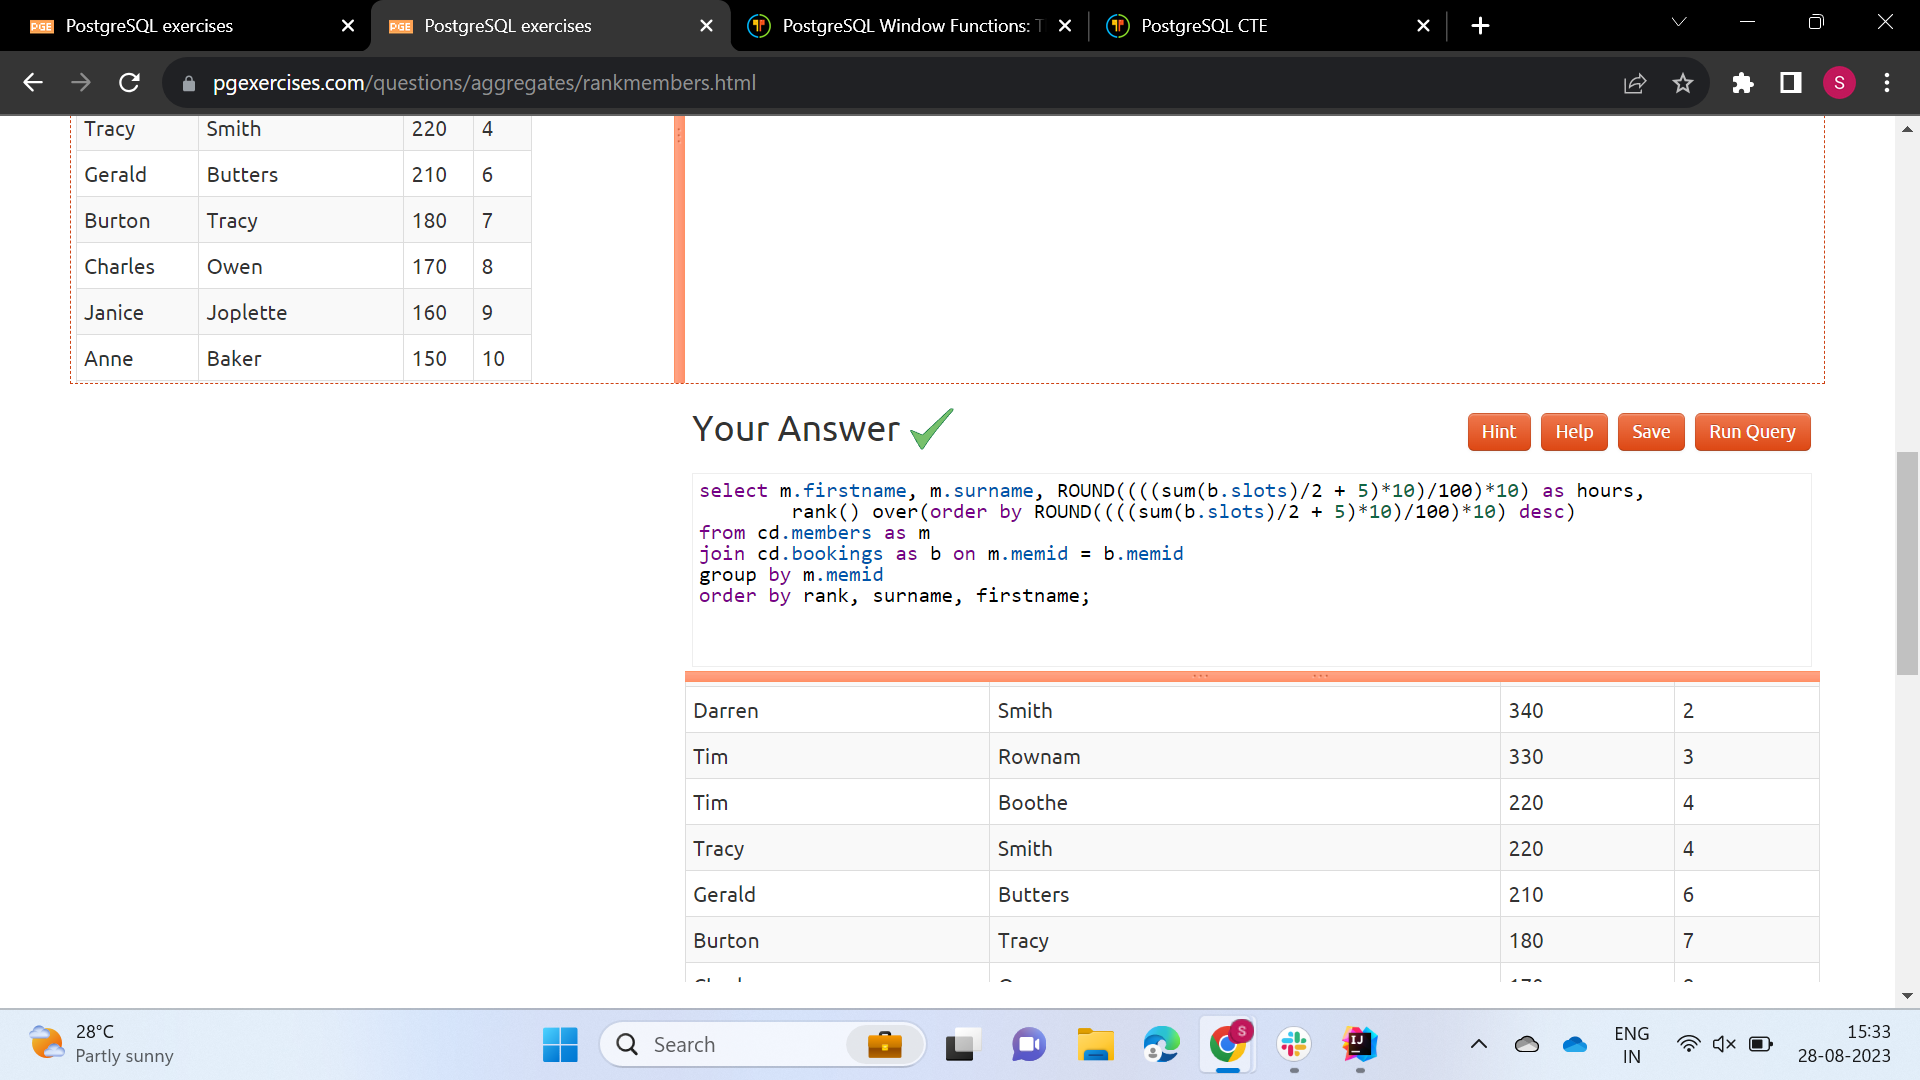 PGE PostgreSQL exercises
PGE PostgreSQL exercises
PostgreSQL Window Functions:
PostgreSQL CTE
pgexercises.com/questions/aggregates/rankmembers.html
S
Tracy Smith 220 4
Gerald Butters 210 6
Burton Tracy 180 7
Charles Owen 170 8
Janice Joplette 160 9
Anne Baker 150 10
Your Answer
Hint Help Save Run Query
select m.firstname, m.surname, ROUND((((sum(b.slots)/2 + 5)*10)/100)*10) as hours,
rank() over(order by ROUND((((sum(b.slots)/2 + 5)*10)/100)*10) desc)
from cd.members as m
join cd.bookings as b on m.memid = b.memid
group by m.memid
order by rank, surname, firstname;
Darren Smith 340 2
Tim Rownam 330 3
Tim Boothe 220 4
Tracy Smith 220 4
Gerald Butters 210 6
Burton Tracy 180 7
28°C
Partly sunny
Search
S
IJ
ENG
IN
15:33
28-08-2023